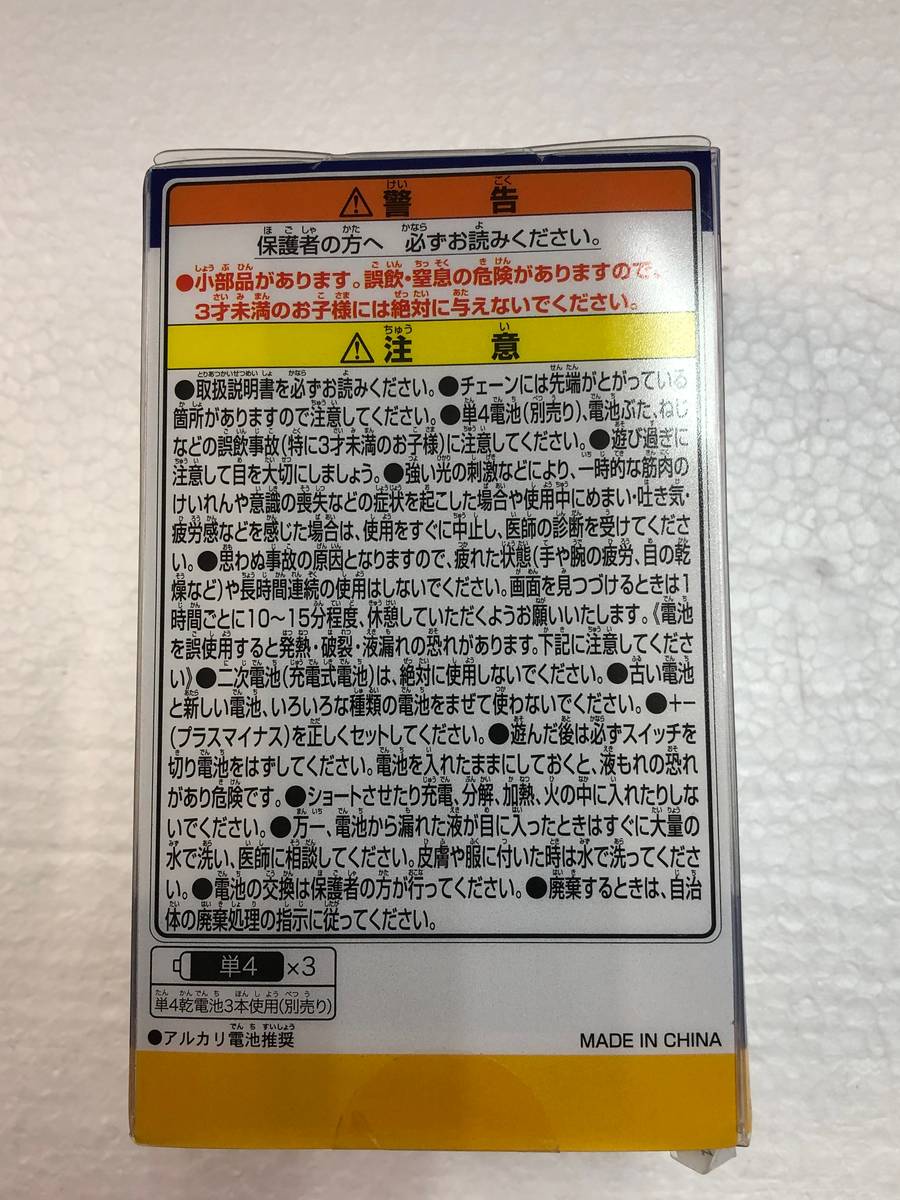 ⚠警告
保護者の方へ 必ずお読みください。
●小部品があります。誤飲・窒息の危険がありますので、
3才未満のお子様には絶対に与えないでください。
⚠注意
●取扱説明書を必ずお読みください。●チェーンには先端がとがっている
箇所がありますので注意してください。●単4電池(別売り)、電池ぶた、ねじ
などの誤飲事故(特に3才未満のお子様)に注意してください。●遊び過ぎに
注意して目を大切にしましょう。●強い光の刺激などにより、一時的な筋肉の
けいれんや意識の喪失などの症状を起こした場合や使用中にめまい・吐き気・
疲労感などを感じた場合は、使用をすぐに中止し、医師の診断を受けてくださ
い。●思わぬ事故の原因となりますので、疲れた状態(手や腕の疲労、目の乾
燥など)や長時間連続の使用はしないでください。画面を見つづけるときは1
時間ごとに10〜15分程度、休憩していただくようお願いいたします。《電池
を誤使用すると発熱・破裂・液漏れの恐れがあります。下記に注意してくださ
い》●二次電池(充電式電池)は、絶対に使用しないでください。●古い電池
と新しい電池、いろいろな種類の電池をまぜて使わないでください。●+−
(プラスマイナス)を正しくセットしてください。●遊んだ後は必ずスイッチを
切り電池をはずしてください。電池を入れたままにしておくと、液もれの恐れ
があり危険です。●ショートさせたり充電、分解、加熱、火の中に入れたりしな
いでください。●万一、電池から漏れた液が目に入ったときはすぐに大量の
水で洗い、医師に相談してください。皮膚や服に付いた時は水で洗ってくださ
い。●電池の交換は保護者の方が行ってください。●廃棄するときは、自治
体の廃棄処理の指示に従ってください。
単4×3
単4乾電池3本使用(別売り)
●アルカリ電池推奨
MADE IN CHINA